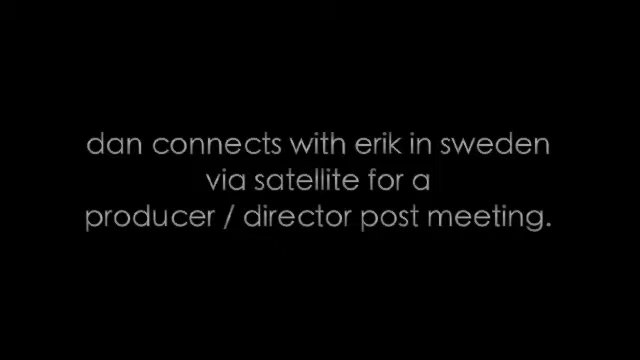 dan connects with erik in sweden
via satellite for a
producer / director post meeting.